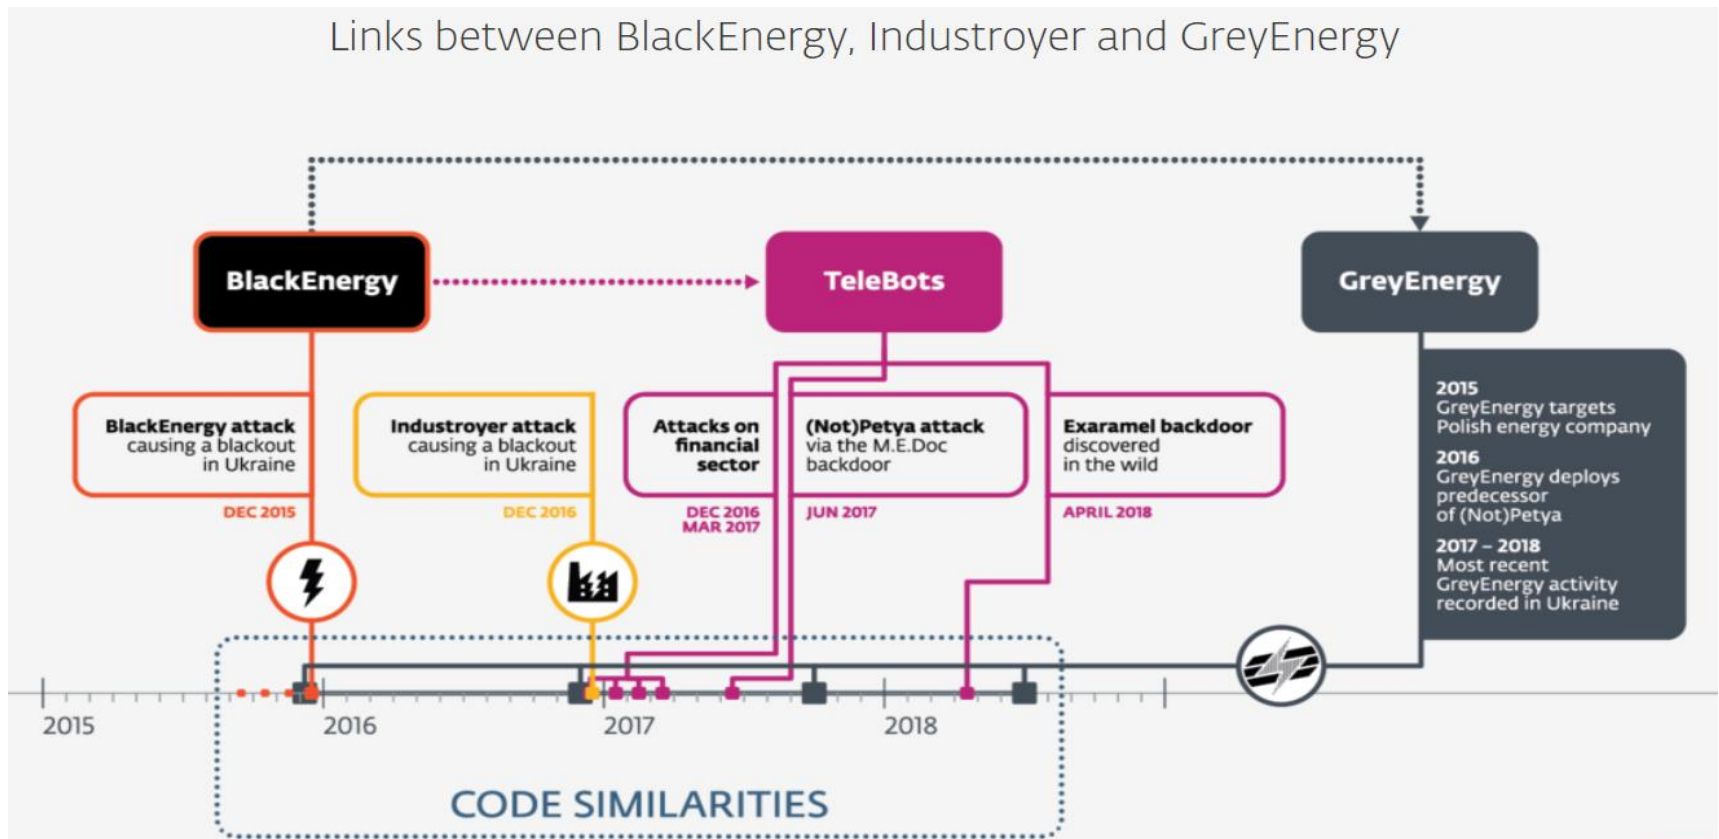 Links between BlackEnergy, Industroyer and GreyEnergy
BlackEnergy
TeleBots
GreyEnergy
BlackEnergy attack
causing a blackout
in Ukraine
DEC 2015
Industroyer attack
causing a blackout
in Ukraine
DEC 2016
Attacks on
financial
sector
DEC 2016
MAR 2017
(Not)Petya attack
via the M.E.Doc
backdoor
JUN 2017
Exaramel backdoor
discovered
in the wild
APRIL 2018
2015
GreyEnergy targets
Polish energy company
2016
GreyEnergy deploys
predecessor
of (Not)Petya
2017 – 2018
Most recent
GreyEnergy activity
recorded in Ukraine
2015
2016
2017
2018
CODE SIMILARITIES